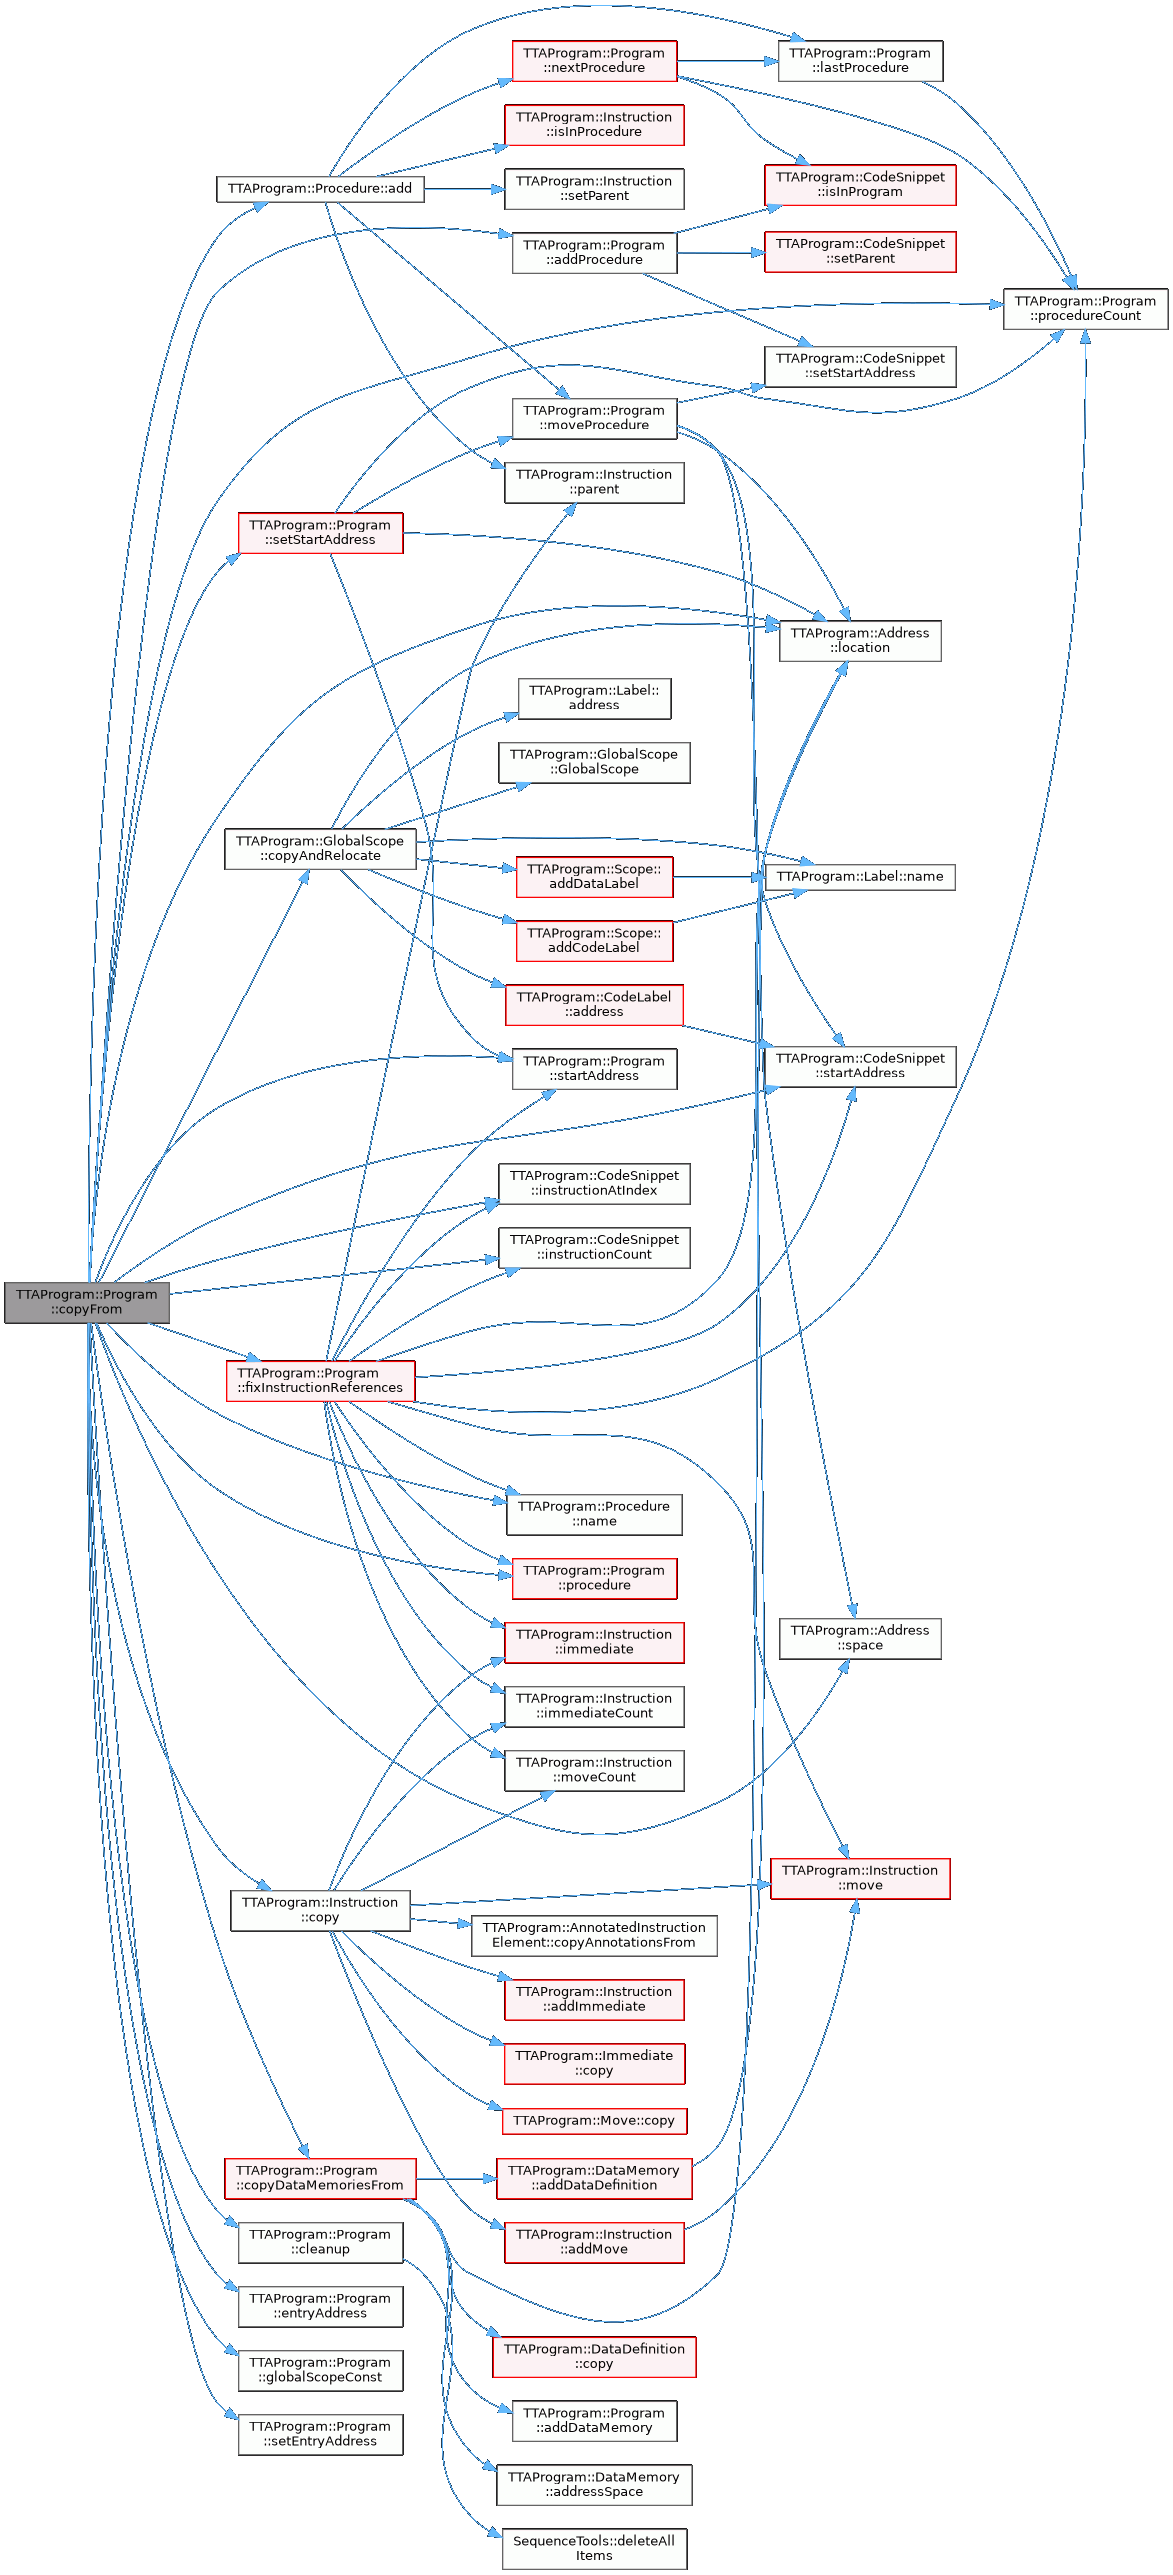 TTAProgram::Program
::nextProcedure
TTAProgram::Program
::lastProcedure
TTAProgram::Instruction
::isInProcedure
TTAProgram::Procedure::add
TTAProgram::Instruction
::setParent
TTAProgram::CodeSnippet
::isInProgram
TTAProgram::Program
::addProcedure
TTAProgram::CodeSnippet
::setParent
TTAProgram::Program
::procedureCount
TTAProgram::CodeSnippet
::setStartAddress
TTAProgram::Program
::moveProcedure
TTAProgram::Instruction
::parent
TTAProgram::Program
::setStartAddress
TTAProgram::Address
::location
TTAProgram::Label::
address
TTAProgram::GlobalScope
::GlobalScope
TTAProgram::GlobalScope
::copyAndRelocate
TTAProgram::Scope::
addDataLabel
TTAProgram::Label::name
TTAProgram::Scope::
addCodeLabel
TTAProgram::CodeLabel
::address
TTAProgram::Program
::startAddress
TTAProgram::CodeSnippet
::startAddress
TTAProgram::CodeSnippet
::instructionAtIndex
TTAProgram::CodeSnippet
::instructionCount
TTAProgram::Program
::copyFrom
TTAProgram::Program
::fixInstructionReferences
TTAProgram::Procedure
::name
TTAProgram::Program
::procedure
TTAProgram::Instruction
::immediate
TTAProgram::Address
::space
TTAProgram::Instruction
::immediateCount
TTAProgram::Instruction
::moveCount
TTAProgram::Instruction
::move
TTAProgram::Instruction
::copy
TTAProgram::AnnotatedInstruction
Element::copyAnnotationsFrom
TTAProgram::Instruction
::addImmediate
TTAProgram::Immediate
::copy
TTAProgram::Move::copy
TTAProgram::Program
::copyDataMemoriesFrom
TTAProgram::DataMemory
::addDataDefinition
TTAProgram::Program
::cleanup
TTAProgram::Instruction
::addMove
TTAProgram::Program
::entryAddress
TTAProgram::DataDefinition
::copy
TTAProgram::Program
::globalScopeConst
TTAProgram::Program
::addDataMemory
TTAProgram::Program
::setEntryAddress
TTAProgram::DataMemory
::addressSpace
SequenceTools::deleteAll
Items